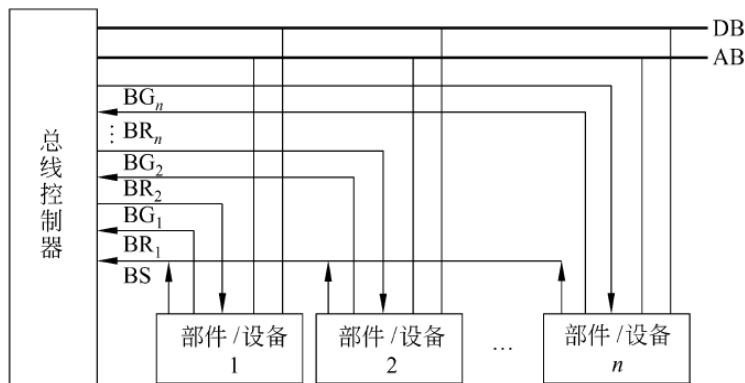 DB
AB
BGₙ
⋮ BRₙ
BG₂
BR₂
BG₁
BR₁
BS
总线控制器
部件/设备
1
部件/设备
2
…
部件/设备
n